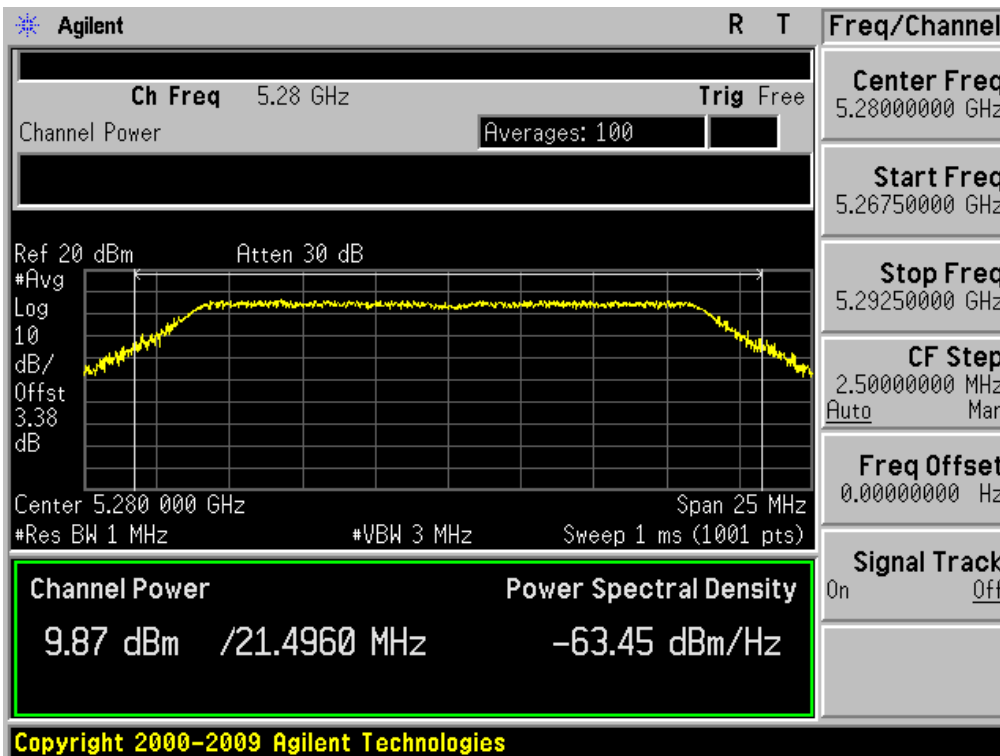 Agilent R T Freq/Channel
Ch Freq 5.28 GHz Trig Free
Channel Power Averages: 100
Ref 20 dBm Atten 30 dB
#Avg
Log
10
dB/
Offst
3.38
dB
Center 5.280 000 GHz Span 25 MHz
#Res BW 1 MHz #VBW 3 MHz Sweep 1 ms (1001 pts)
Channel Power Power Spectral Density
9.87 dBm /21.4960 MHz -63.45 dBm/Hz
Center Freq
5.28000000 GHz
Start Freq
5.26750000 GHz
Stop Freq
5.29250000 GHz
CF Step
2.50000000 MHz
Auto Man
Freq Offset
0.00000000 Hz
Signal Track
On Off
Copyright 2000-2009 Agilent Technologies